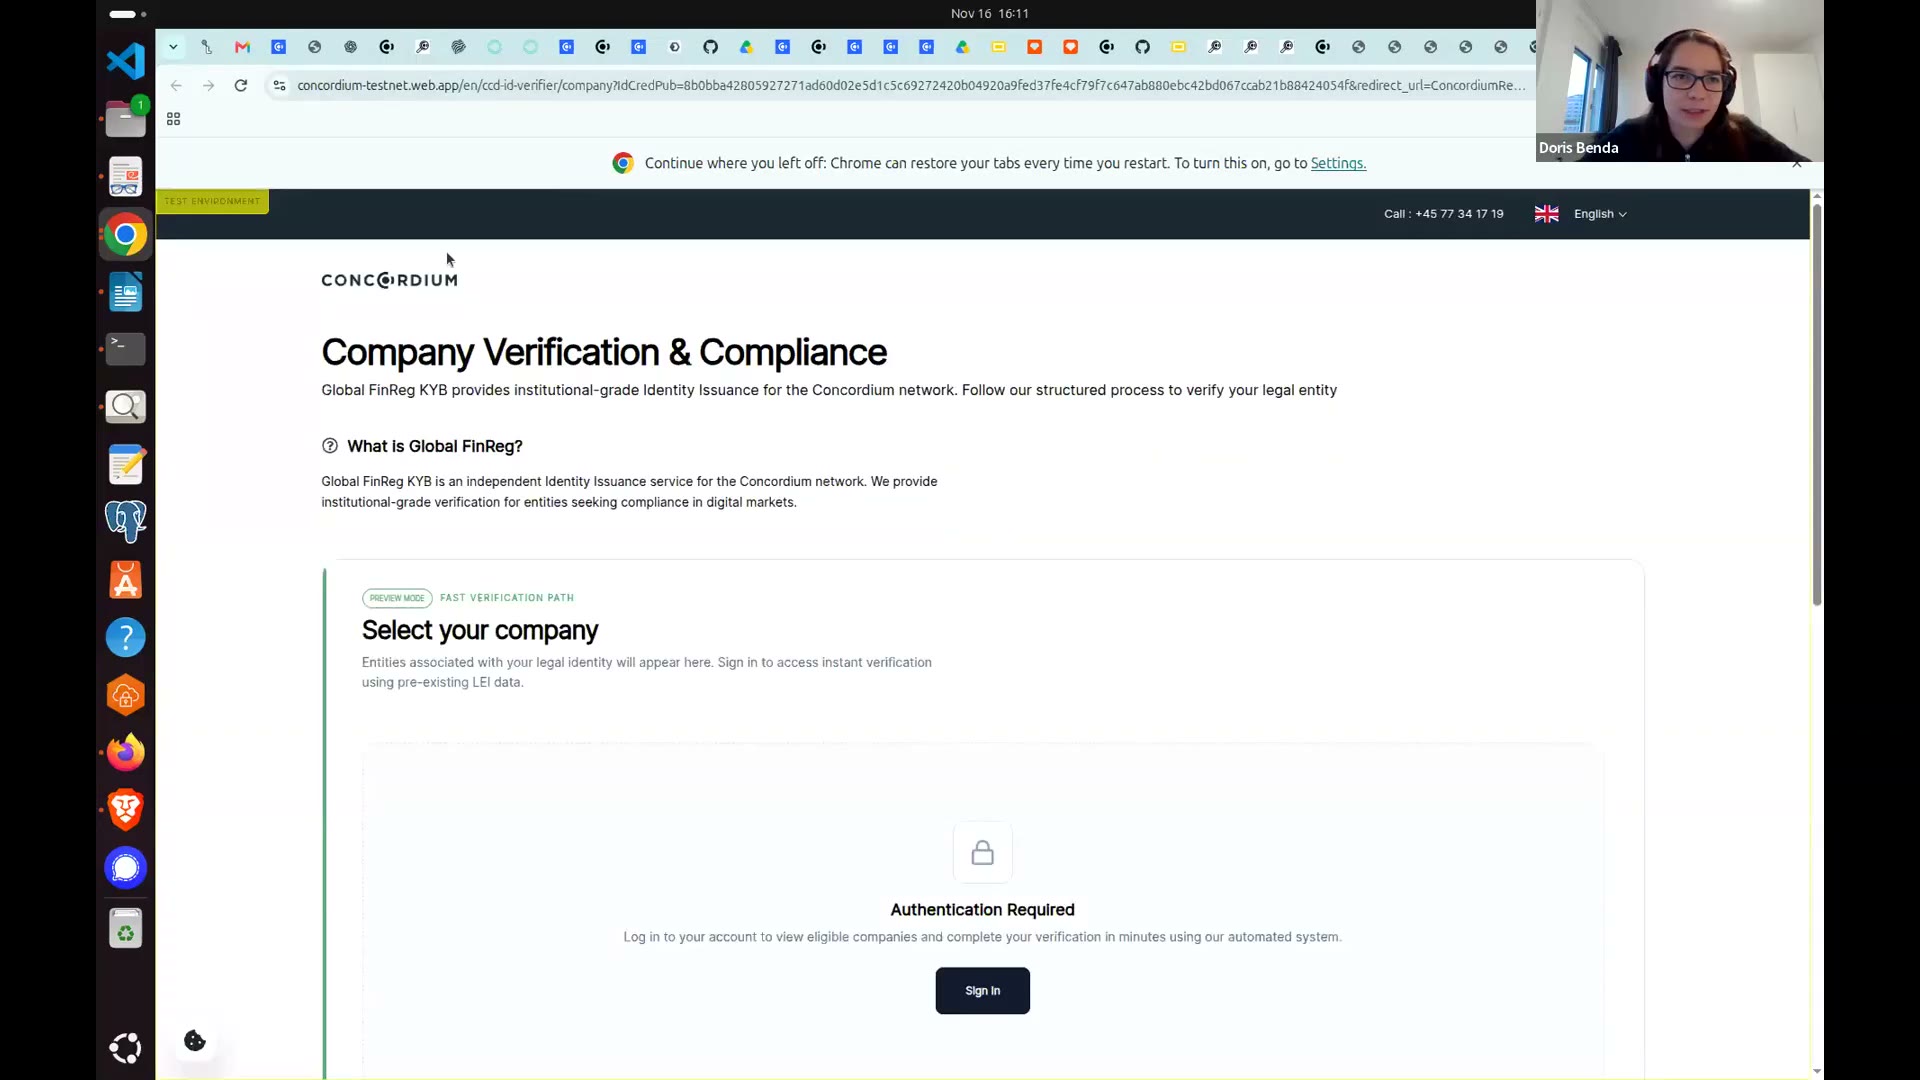 Nov 16 16:11
concordium-testnet.web.app/en/ccd-id-verifier/company?IdCredPub=8b0bba42805927271ad60d02e5d1c5c69272420b04920a9fed37fe4cf79f7c647ab880ebc42bd067ccab21b88424054f&redirect_url=ConcordiumRe...
Doris Benda
Continue where you left off: Chrome can restore your tabs every time you restart. To turn this on, go to Settings.
TEST ENVIRONMENT
Call : +45 77 34 17 19
English
CONCORDIUM
Company Verification & Compliance
Global FinReg KYB provides institutional-grade Identity Issuance for the Concordium network. Follow our structured process to verify your legal entity
What is Global FinReg?
Global FinReg KYB is an independent Identity Issuance service for the Concordium network. We provide
institutional-grade verification for entities seeking compliance in digital markets.
PREVIEW MODE FAST VERIFICATION PATH
Select your company
Entities associated with your legal identity will appear here. Sign in to access instant verification
using pre-existing LEI data.
Authentication Required
Log in to your account to view eligible companies and complete your verification in minutes using our automated system.
Sign In
1